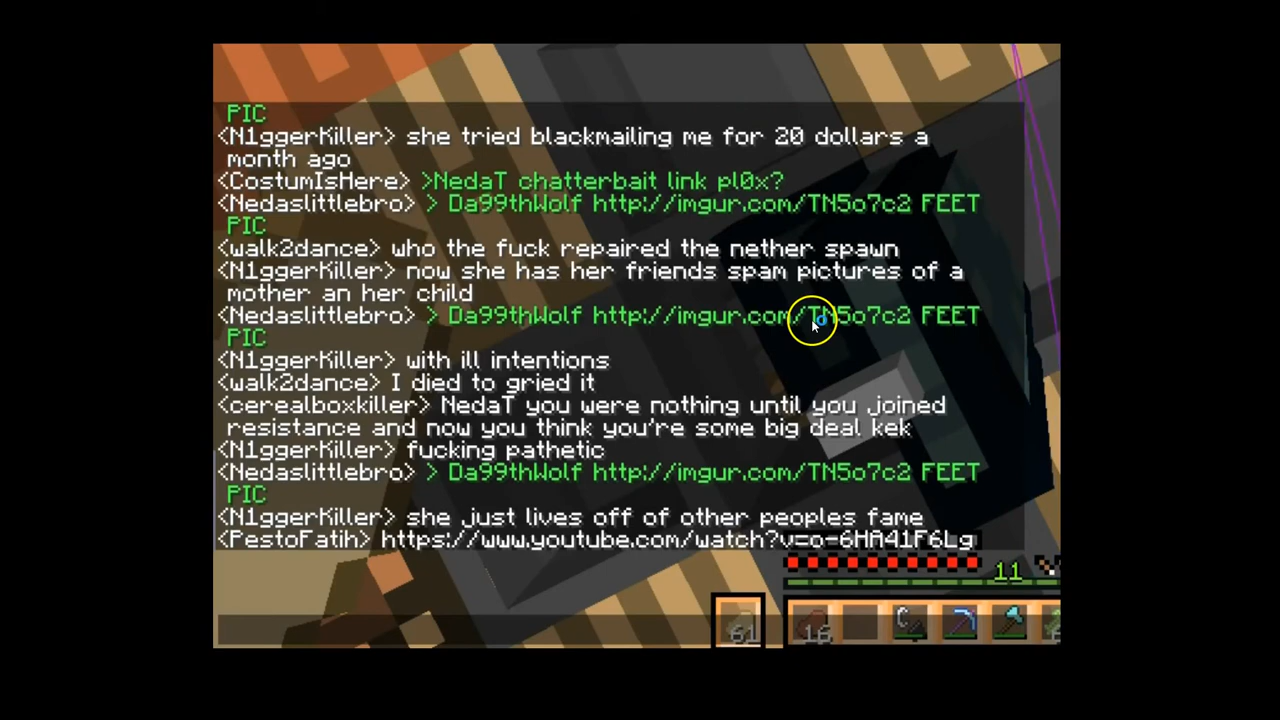 PIC
<N1ggerKiller> she tried blackmailing me for 20 dollars a
month ago
<CostumIsHere> >NedaT chatterbait link pl0x?
<Nedaslittlebro> > Da99thWolf http://imgur.com/TN5o7c2 FEET
PIC
<walk2dance> who the fuck repaired the nether spawn
<N1ggerKiller> now she has her friends spam pictures of a
mother an her child
<Nedaslittlebro> > Da99thWolf http://imgur.com/TN5o7c2 FEET
PIC
<N1ggerKiller> with ill intentions
<walk2dance> I died to gried it
<cerealboxkiller> NedaT you were nothing until you joined
resistance and now you think you're some big deal kek
<N1ggerKiller> fucking pathetic
<Nedaslittlebro> > Da99thWolf http://imgur.com/TN5o7c2 FEET
PIC
<N1ggerKiller> she just lives off of other peoples fame
<PestoFatih> https://www.youtube.com/watch?v=o-6HA41F6Lg
11
61
16